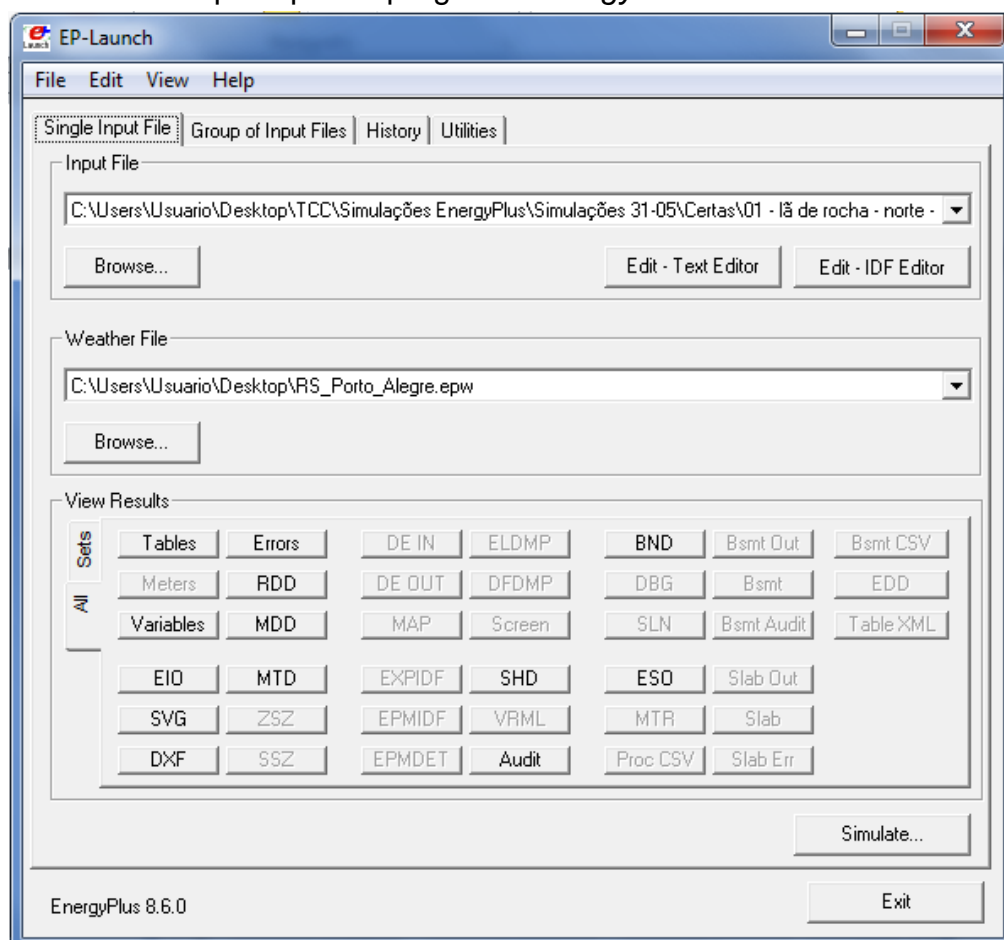 EP-Launch
File Edit View Help
Single Input File Group of Input Files History Utilities
Input File
C:\Users\Usuario\Desktop\TCC\Simulações EnergyPlus\Simulações 31-05\Certas\01 - lã de rocha - norte -
Browse... Edit - Text Editor Edit - IDF Editor
Weather File
C:\Users\Usuario\Desktop\RS_Porto_Alegre.epw
Browse...
View Results
Sets
All
Tables Errors DE IN ELDMP BND Bsmt Out Bsmt CSV
Meters RDD DE OUT DFDMP DBG Bsmt EDD
Variables MDD MAP Screen SLN Bsmt Audit Table XML
EIO MTD EXPIDF SHD ESO Slab Out
SVG ZSZ EPMIDF VRML MTR Slab
DXF SSZ EPMDET Audit Proc CSV Slab Err
Simulate...
EnergyPlus 8.6.0 Exit